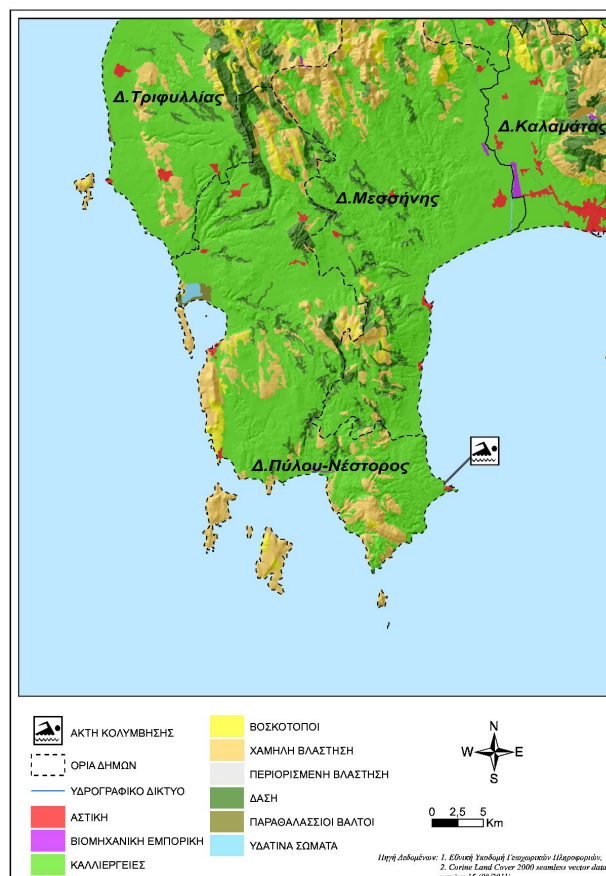 Δ.Τριφυλλίας
Δ.Καλαμάτας
Δ.Μεσσήνης
Δ.Πύλου-Νέστορος
ΑΚΤΗ ΚΟΛΥΜΒΗΣΗΣ
ΟΡΙΑ ΔΗΜΩΝ
ΥΔΡΟΓΡΑΦΙΚΟ ΔΙΚΤΥΟ
ΑΣΤΙΚΗ
ΒΙΟΜΗΧΑΝΙΚΗ ΕΜΠΟΡΙΚΗ
ΚΑΛΛΙΕΡΓΕΙΕΣ
ΒΟΣΚΟΤΟΠΟΙ
ΧΑΜΗΛΗ ΒΛΑΣΤΗΣΗ
ΠΕΡΙΟΡΙΣΜΕΝΗ ΒΛΑΣΤΗΣΗ
ΔΑΣΗ
ΠΑΡΑΘΑΛΑΣΣΙΟΙ ΒΑΛΤΟΙ
ΥΔΑΤΙΝΑ ΣΩΜΑΤΑ
N
W E
S
0 2,5 5
Km
Πηγή Δεδομένων: 1. Εθνική Υποδομή Γεωχωρικών Πληροφοριών,
2. Corine Land Cover 2000 seamless vector data